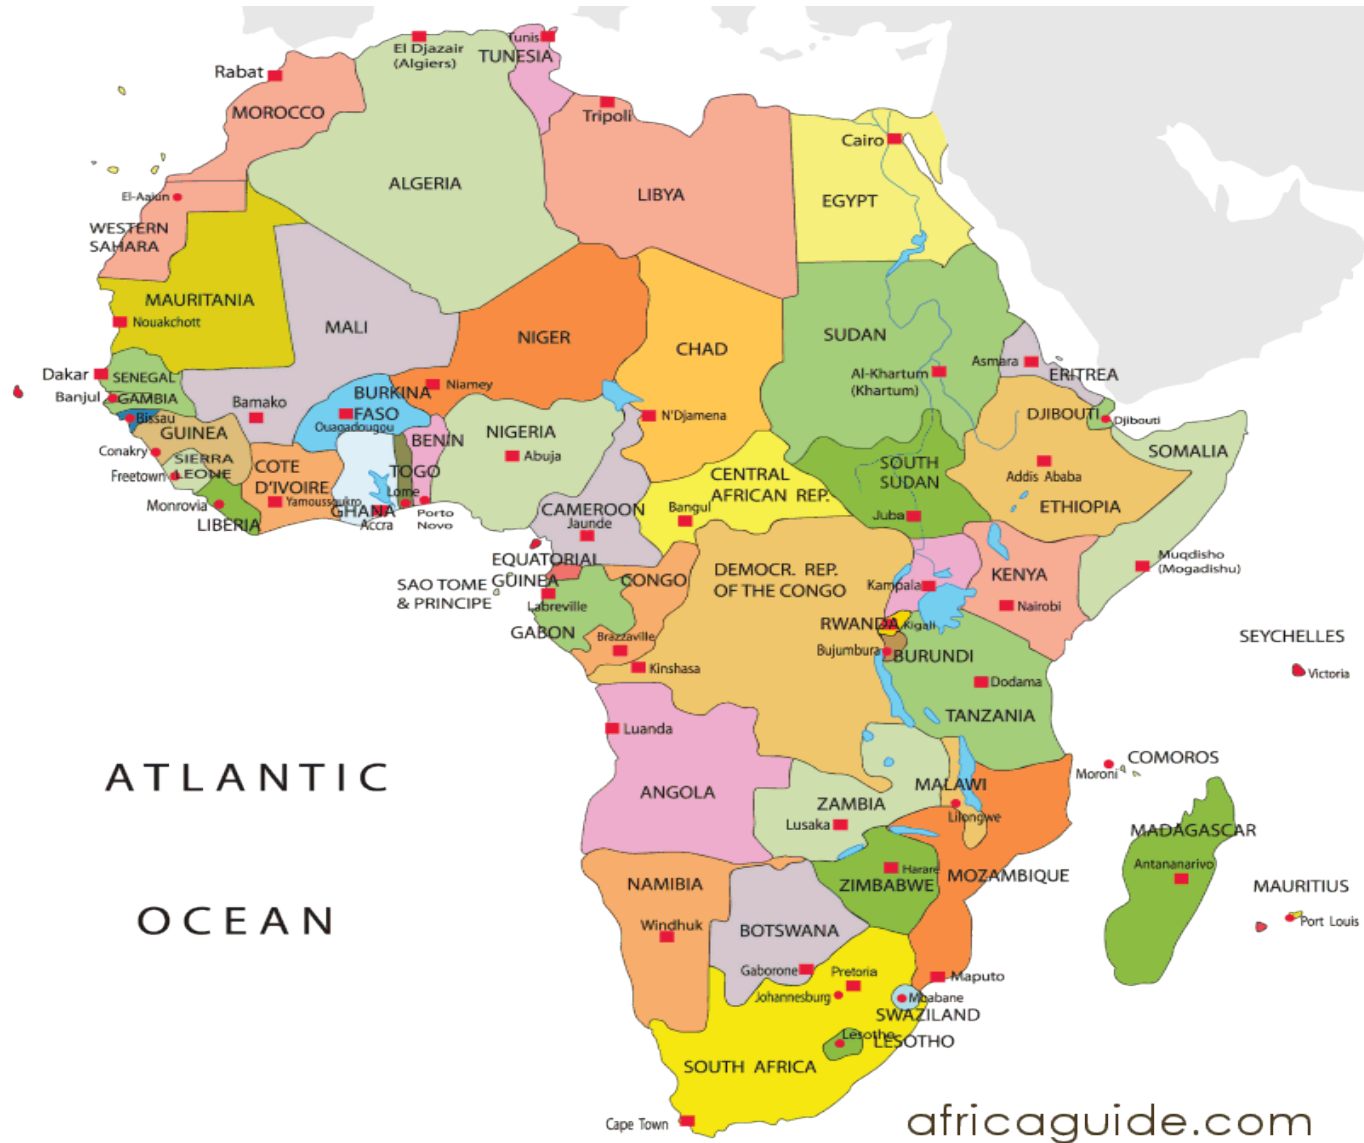 Tunis
El Djazair
(Algiers)
TUNISIA
Rabat
MOROCCO
Tripoli
Cairo
ALGERIA
LIBYA
EGYPT
El-Aaiun
WESTERN
SAHARA
MAURITANIA
Nouakchott
MALI
NIGER
CHAD
SUDAN
Al-Khartum
(Khartum)
Asmara
ERITREA
Dakar
SENEGAL
Banjul
GAMBIA
Bissau
Bamako
BURKINA
FASO
Ouagadougou
Niamey
N'Djamena
DJIBOUTI
Djibouti
GUINEA
Conakry
SIERRA
LEONE
Freetown
Monrovia
LIBERIA
COTE
D'IVOIRE
Yamoussoukro
GHANA
Accra
TOGO
Lome
BENIN
Porto
Novo
NIGERIA
Abuja
CAMEROON
Jaunde
CENTRAL
AFRICAN REP.
Bangul
SOUTH
SUDAN
Juba
Addis Ababa
ETHIOPIA
SOMALIA
Muqdisho
(Mogadishu)
EQUATORIAL
GUINEA
SAO TOME
& PRINCIPE
Labreville
GABON
CONGO
Brazzaville
Kinshasa
DEMOCR. REP.
OF THE CONGO
Kampala
KENYA
Nairobi
RWANDA
Kigali
Bujumbura
BURUNDI
Dodama
TANZANIA
SEYCHELLES
Victoria
Luanda
ANGOLA
ZAMBIA
Lusaka
MALAWI
Lilongwe
COMOROS
Moroni
ATLANTIC
OCEAN
NAMIBIA
Windhuk
BOTSWANA
Gaborone
ZIMBABWE
Harare
MOZAMBIQUE
Maputo
MADAGASCAR
Antananarivo
MAURITIUS
Port Louis
Pretoria
Johannesburg
Mbabane
SWAZILAND
Lesotho
LESOTHO
SOUTH AFRICA
Cape Town
africaguide.com